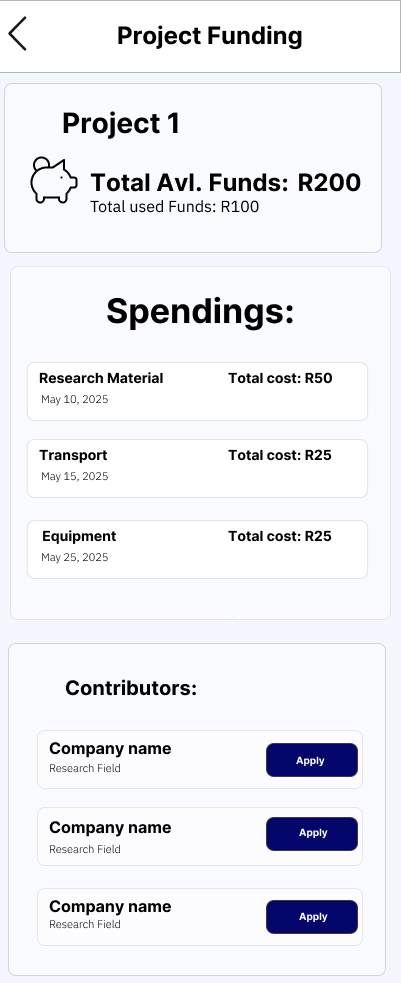 Project Funding
Project 1
Total Avl. Funds: R200
Total used Funds: R100
Spendings:
Research Material Total cost: R50
May 10, 2025
Transport Total cost: R25
May 15, 2025
Equipment Total cost: R25
May 25, 2025
Contributors:
Company name
Research Field
Apply
Company name
Research Field
Apply
Company name
Research Field
Apply